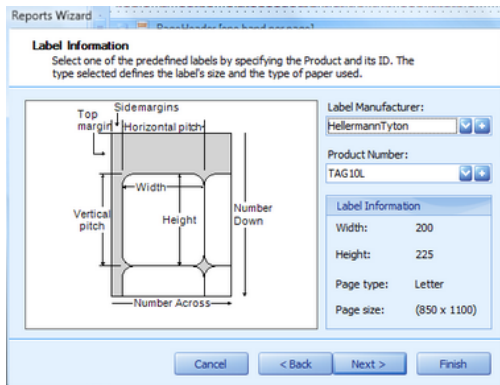 Reports Wizard
PageHeader [one band per page]
Label Information
Select one of the predefined labels by specifying the Product and its ID. The
type selected defines the label's size and the type of paper used.
Top
margin
Sidemargins
Horizontal pitch
Width
Vertical
pitch
Height
Number
Down
Number Across
Label Manufacturer:
HellermannTyton
Product Number:
TAG10L
Label Information
Width: 200
Height: 225
Page type: Letter
Page size: (850 x 1100)
Cancel
< Back
Next >
Finish